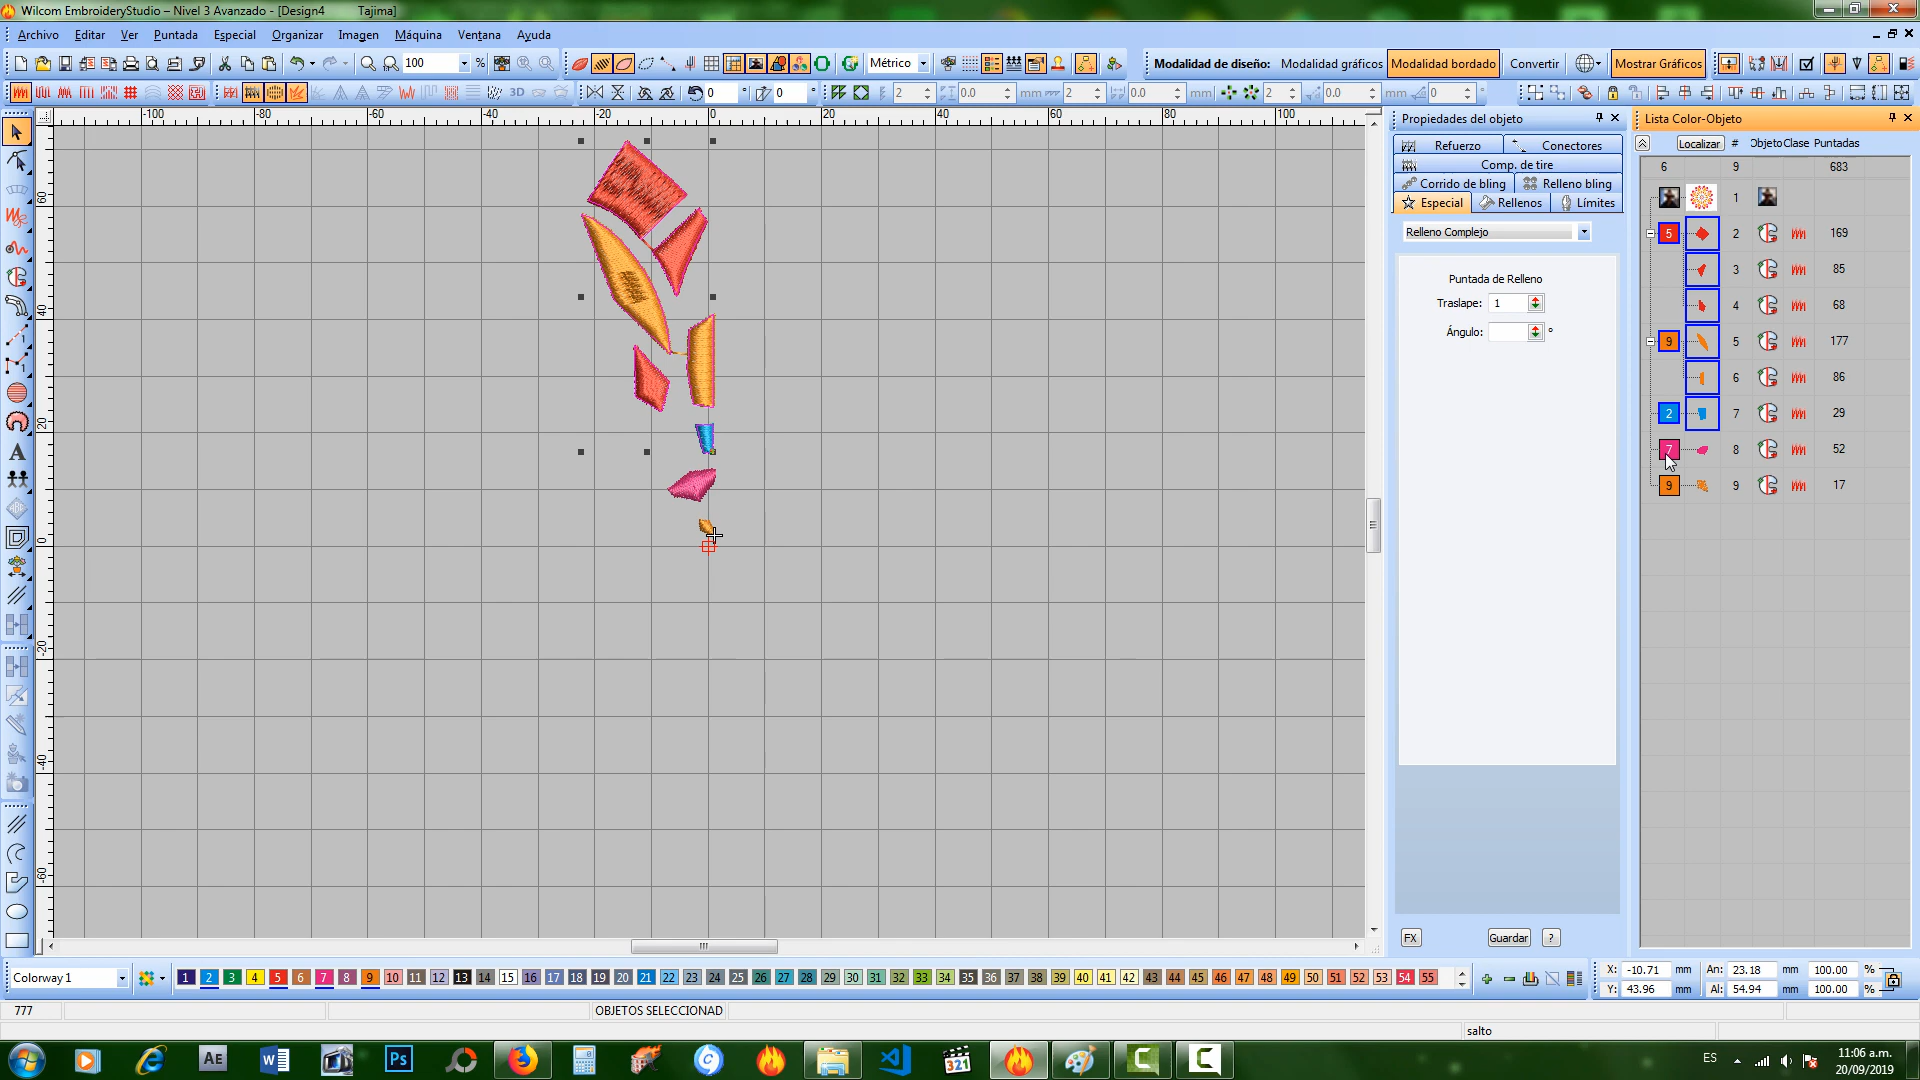 Wilcom EmbroideryStudio – Nivel 3 Avanzado - [Design4 Tajima]
Archivo Editar Ver Puntada Especial Organizar Imagen Máquina Ventana Ayuda
100 % Métrico Modalidad de diseño: Modalidad gráficos Modalidad bordado Convertir Mostrar Gráficos
3D 0 ° 0 ° 2 0.0 mm 2 0.0 mm 2 0.0 mm 0 °
-100 -80 -60 -40 -20 0 20 40 60 80 100
60
40
20
0
-20
-40
-60
Propiedades del objeto
Refuerzo Conectores
Comp. de tire
Corrido de bling Relleno bling
Especial Rellenos Límites
Relleno Complejo
Puntada de Relleno
Traslape: 1
Ángulo: °
FX Guardar ?
Lista Color-Objeto
Localizar # Objeto Clase Puntadas
6 9 683
1
5 2 169
3 85
4 68
9 5 177
6 86
2 7 29
7 8 52
9 9 17
Colorway 1 1 2 3 4 5 6 7 8 9 10 11 12 13 14 15 16 17 18 19 20 21 22 23 24 25 26 27 28 29 30 31 32 33 34 35 36 37 38 39 40 41 42 43 44 45 46 47 48 49 50 51 52 53 54 55
X: -10.71 mm An: 23.18 mm 100.00 %
Y: 43.96 mm Al: 54.94 mm 100.00 %
777 OBJETOS SELECCIONAD
salto
AE Ps 321
ES 11:06 a.m.
20/09/2019